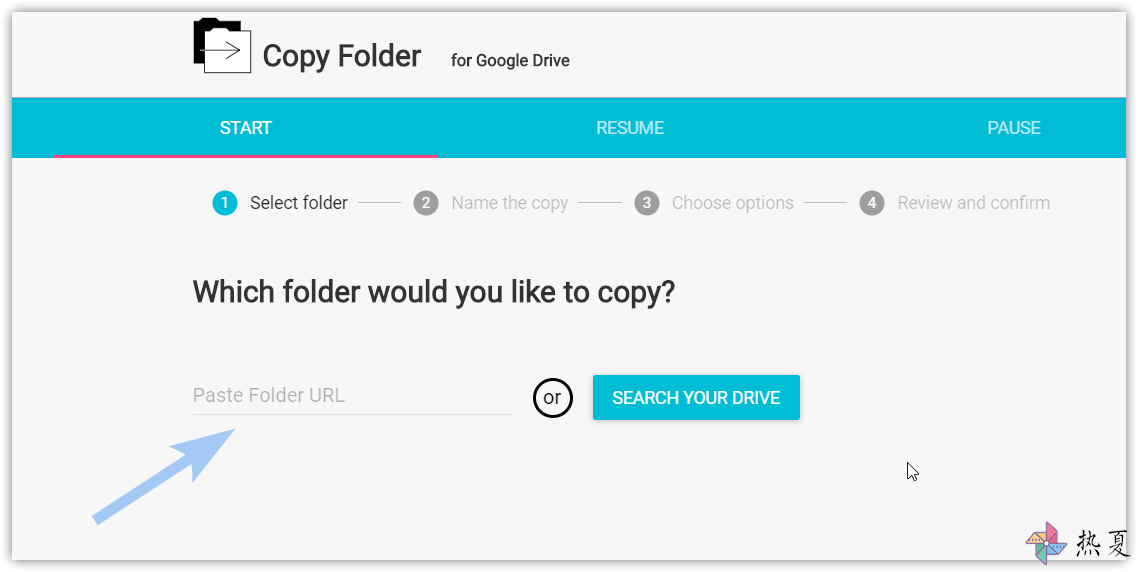 Copy Folder for Google Drive
START RESUME PAUSE
1 Select folder 2 Name the copy 3 Choose options 4 Review and confirm
Which folder would you like to copy?
Paste Folder URL or SEARCH YOUR DRIVE
热夏